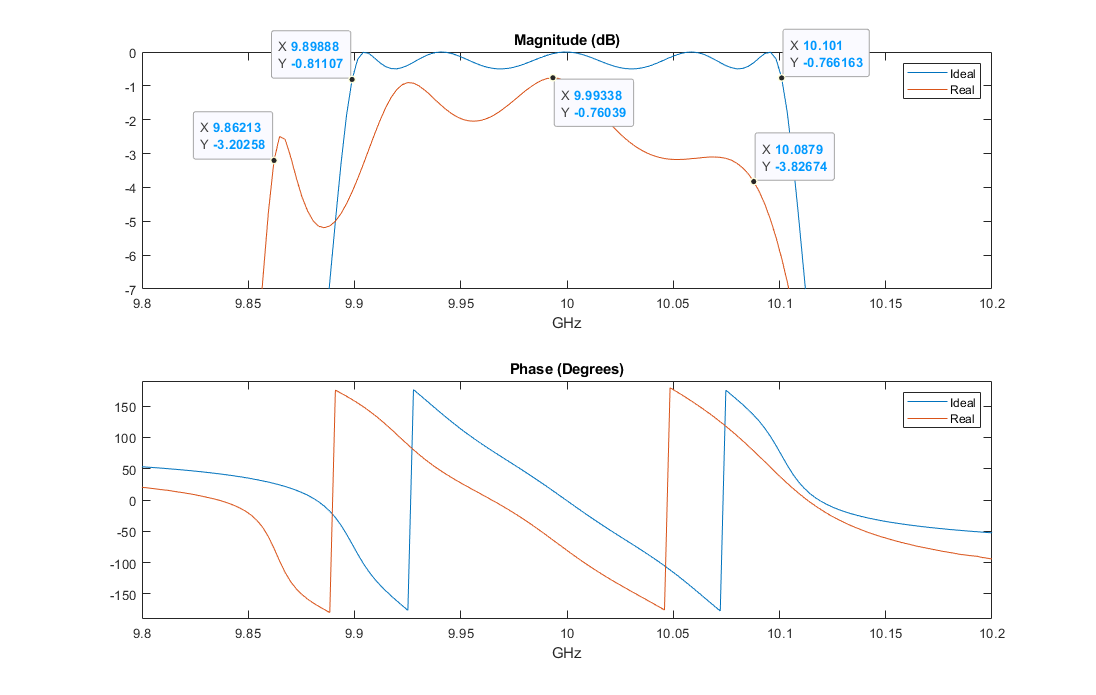 Magnitude (dB)
X 9.89888
Y -0.81107
X 10.101
Y -0.766163
X 9.86213
Y -3.20258
X 9.99338
Y -0.76039
X 10.0879
Y -3.82674
Ideal
Real
0
-1
-2
-3
-4
-5
-6
-7
9.8 9.85 9.9 9.95 10 10.05 10.1 10.15 10.2
GHz
Phase (Degrees)
Ideal
Real
150
100
50
0
-50
-100
-150
9.8 9.85 9.9 9.95 10 10.05 10.1 10.15 10.2
GHz